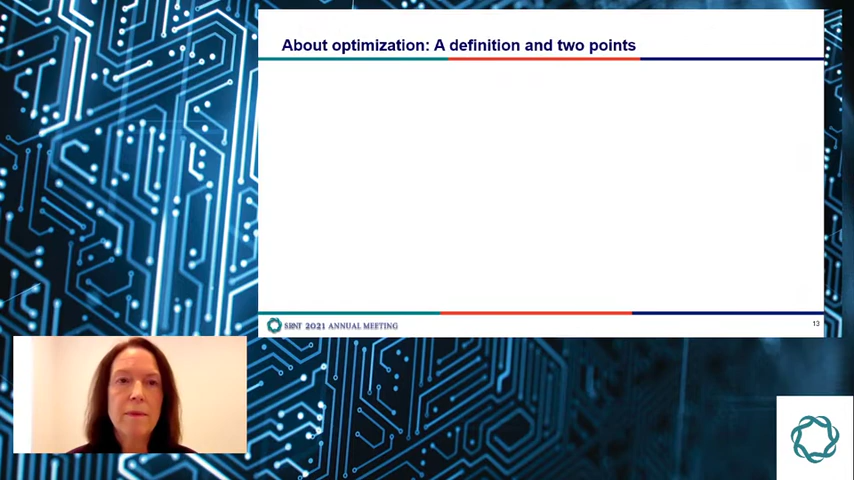 About optimization: A definition and two points
SRNT 2021 ANNUAL MEETING
13